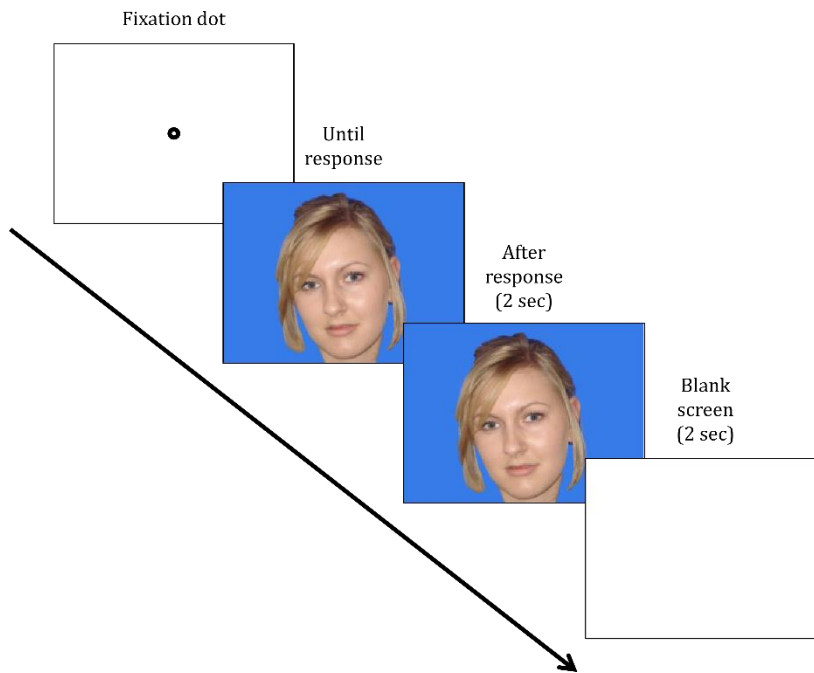 Fixation dot
Until
response
After
response
(2 sec)
Blank
screen
(2 sec)